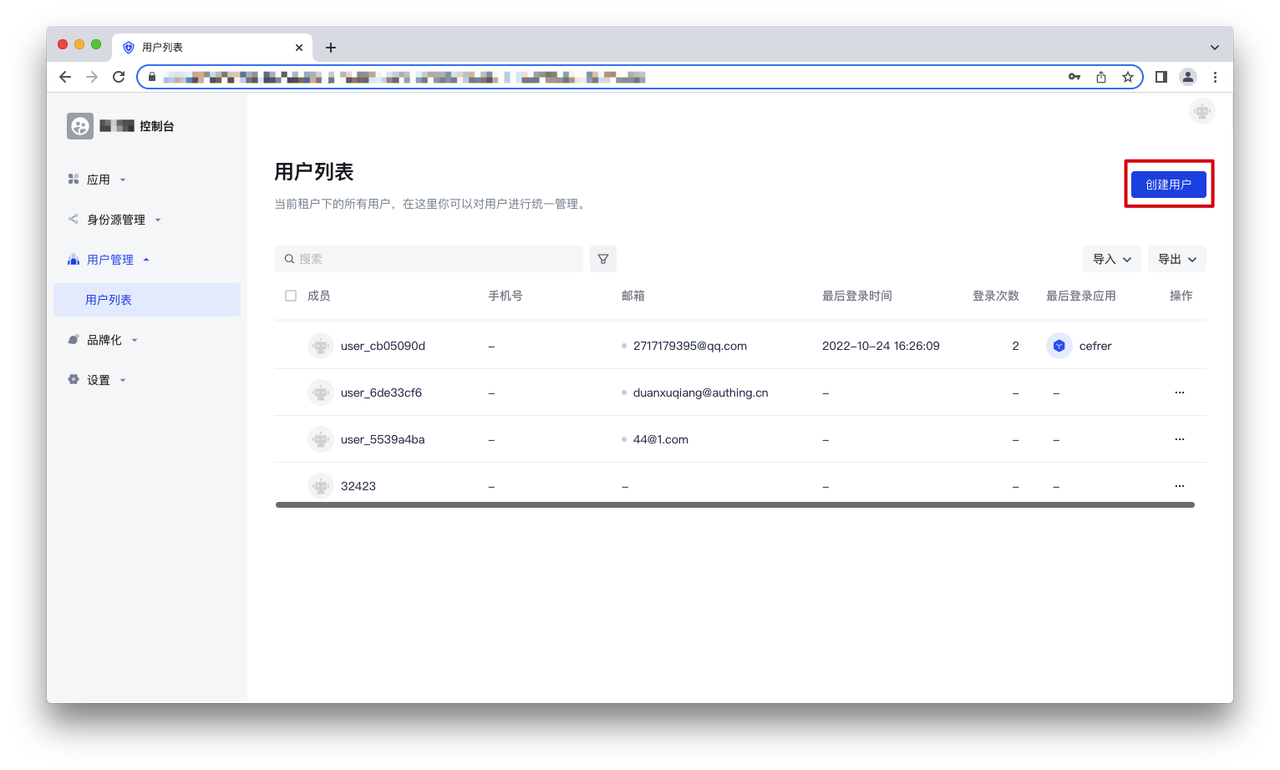 用户列表
控制台
应用
身份源管理
用户管理
用户列表
品牌化
设置
用户列表
当前租户下的所有用户，在这里你可以对用户进行统一管理。
创建用户
搜索
导入
导出
成员 手机号 邮箱 最后登录时间 登录次数 最后登录应用 操作
user_cb05090d – 2717179395@qq.com 2022-10-24 16:26:09 2 cefrer
user_6de33cf6 – duanxuqiang@authing.cn – – – ...
user_5539a4ba – 44@1.com – – – ...
32423 – – – – – ...